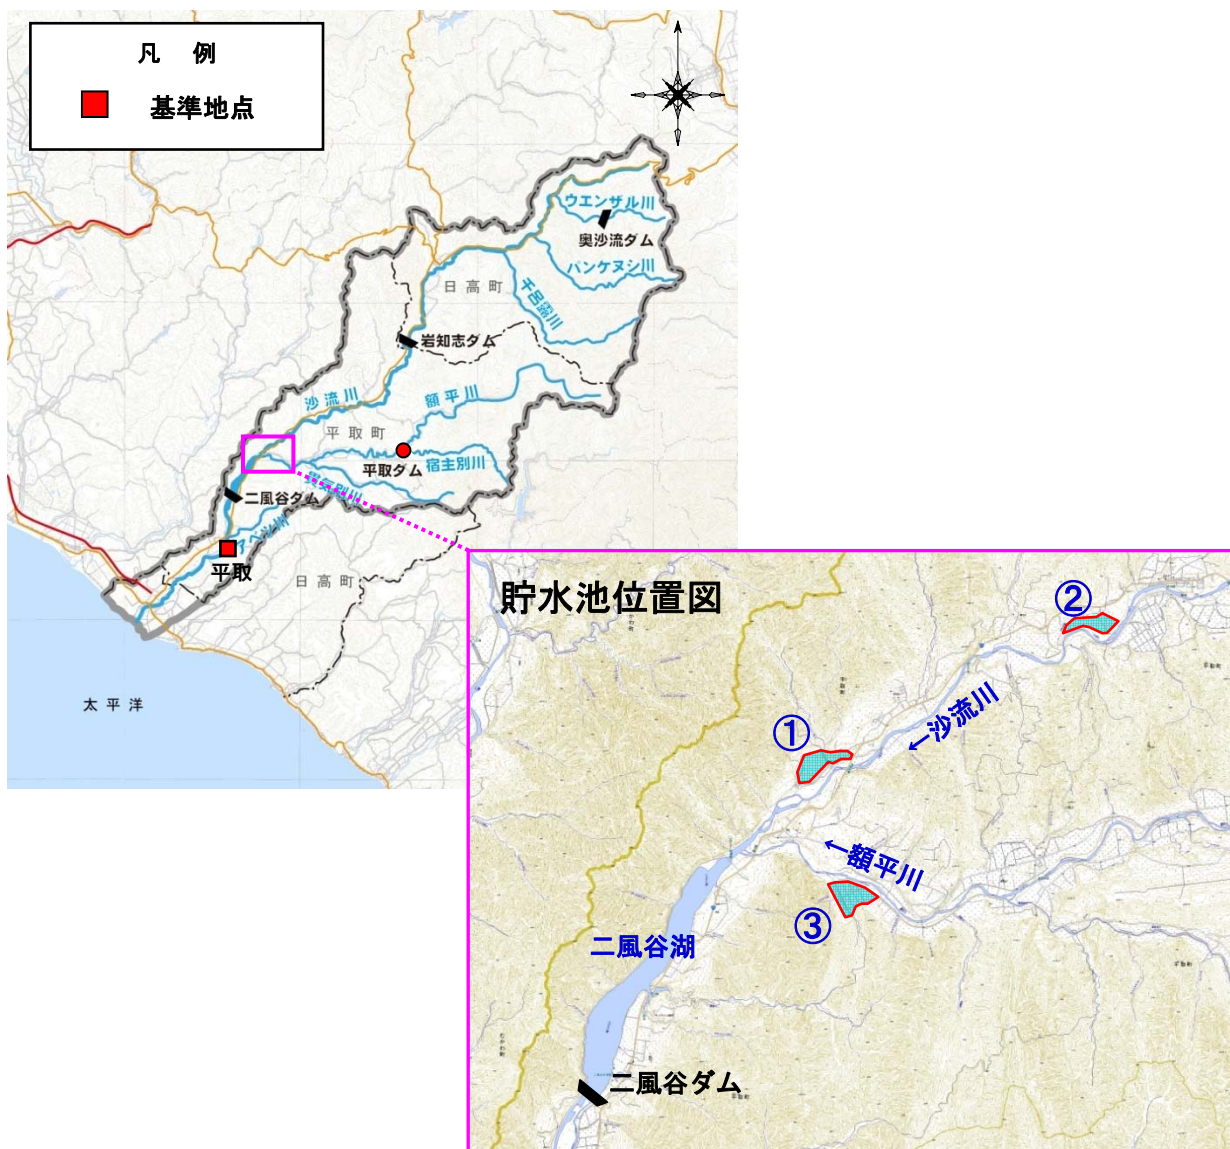 凡 例
基準地点
ウエンザル川
奥沙流ダム
パンケヌシ川
日高町
千呂露川
岩知志ダム
沙流川
額平川
平取町
平取ダム
宿主別川
二風谷ダム
アベツ川
平取
日高町
太平洋
貯水池位置図
②
①
←沙流川
←額平川
③
二風谷湖
二風谷ダム